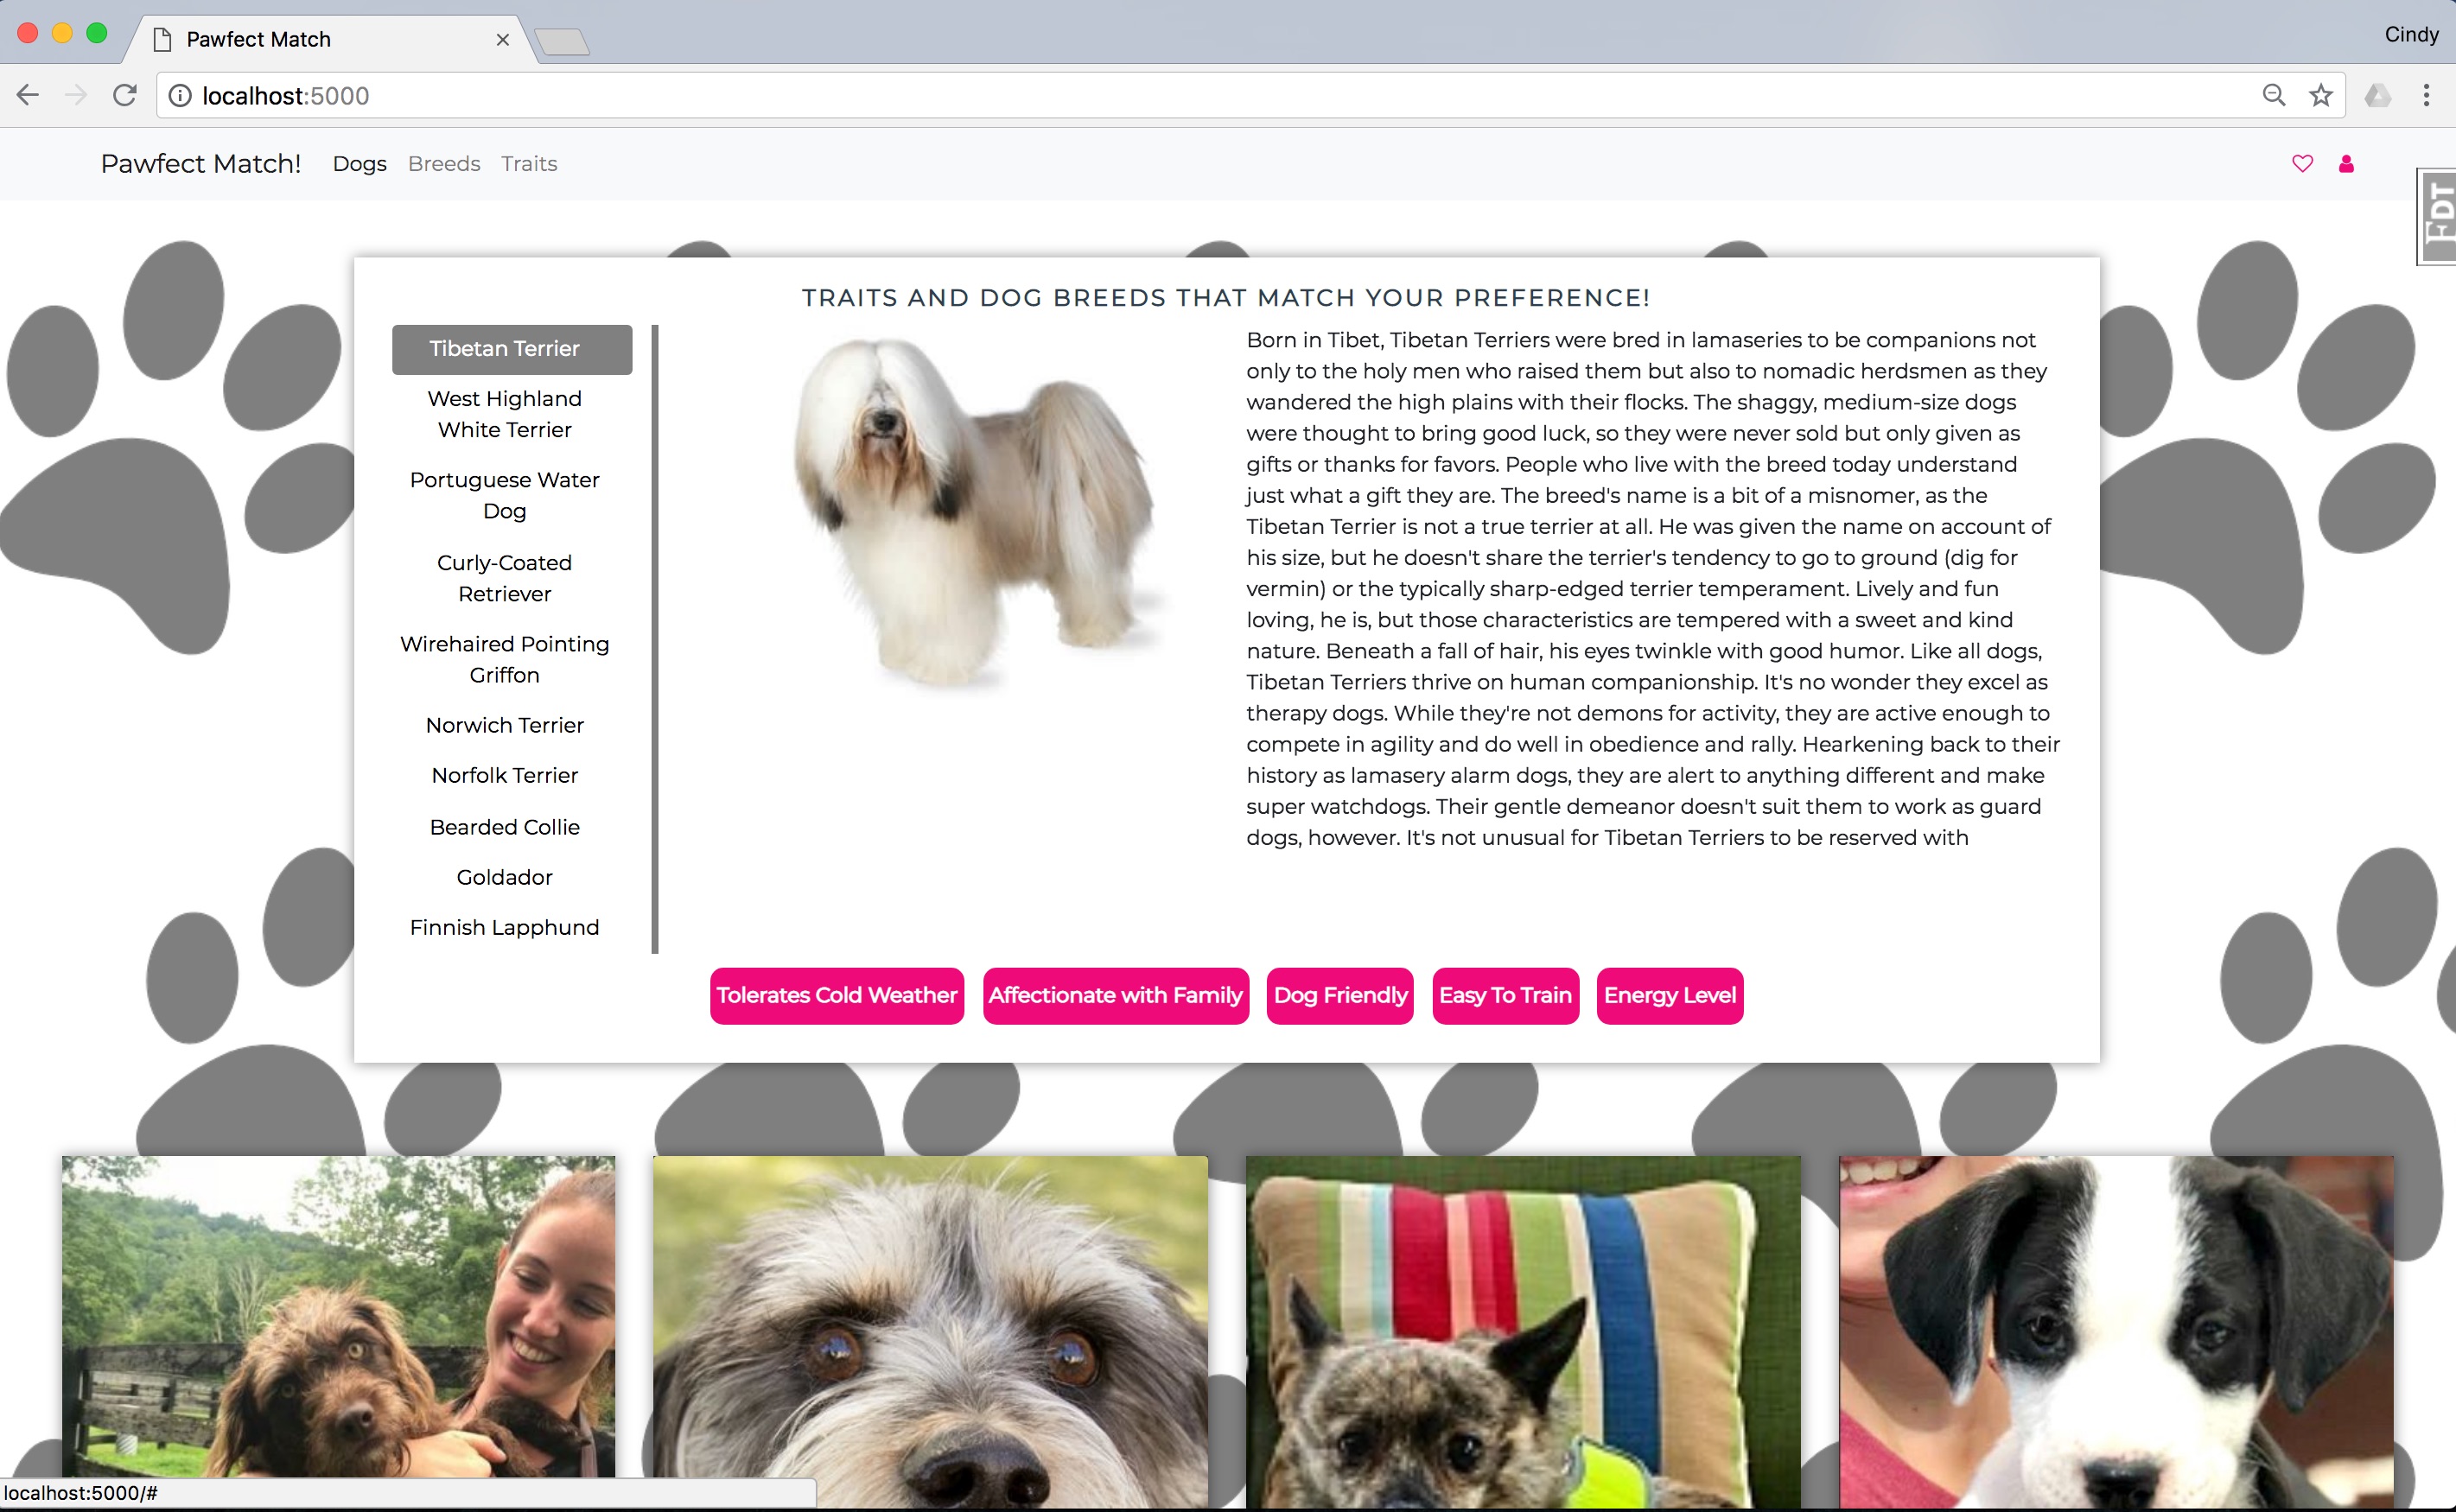 Pawfect Match
Cindy
localhost:5000
Pawfect Match! Dogs Breeds Traits
FDT
TRAITS AND DOG BREEDS THAT MATCH YOUR PREFERENCE!
Tibetan Terrier
West Highland
White Terrier
Portuguese Water
Dog
Curly-Coated
Retriever
Wirehaired Pointing
Griffon
Norwich Terrier
Norfolk Terrier
Bearded Collie
Goldador
Finnish Lapphund
Born in Tibet, Tibetan Terriers were bred in lamaseries to be companions not
only to the holy men who raised them but also to nomadic herdsmen as they
wandered the high plains with their flocks. The shaggy, medium-size dogs
were thought to bring good luck, so they were never sold but only given as
gifts or thanks for favors. People who live with the breed today understand
just what a gift they are. The breed's name is a bit of a misnomer, as the
Tibetan Terrier is not a true terrier at all. He was given the name on account of
his size, but he doesn't share the terrier's tendency to go to ground (dig for
vermin) or the typically sharp-edged terrier temperament. Lively and fun
loving, he is, but those characteristics are tempered with a sweet and kind
nature. Beneath a fall of hair, his eyes twinkle with good humor. Like all dogs,
Tibetan Terriers thrive on human companionship. It's no wonder they excel as
therapy dogs. While they're not demons for activity, they are active enough to
compete in agility and do well in obedience and rally. Hearkening back to their
history as lamasery alarm dogs, they are alert to anything different and make
super watchdogs. Their gentle demeanor doesn't suit them to work as guard
dogs, however. It's not unusual for Tibetan Terriers to be reserved with
Tolerates Cold Weather Affectionate with Family Dog Friendly Easy To Train Energy Level
localhost:5000/#